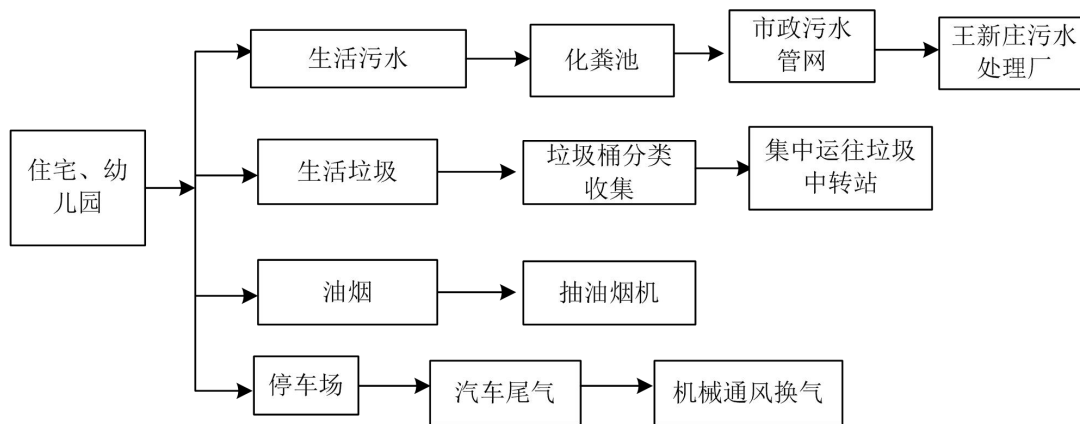 住宅、幼
儿园
生活污水
化粪池
市政污水
管网
王新庄污水
处理厂
生活垃圾
垃圾桶分类
收集
集中运往垃圾
中转站
油烟
抽油烟机
停车场
汽车尾气
机械通风换气